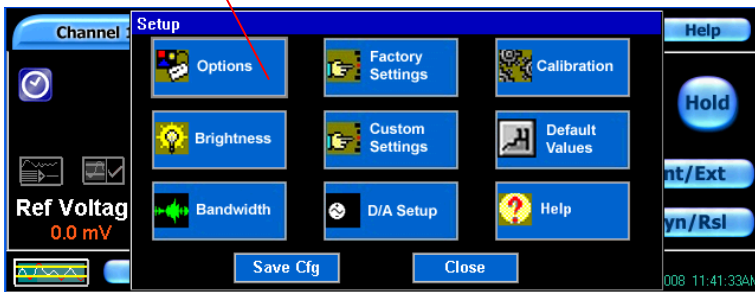 Channel
Setup
Help
Options
Factory
Settings
Calibration
Hold
Brightness
Custom
Settings
Default
Values
nt/Ext
Ref Voltag
0.0 mV
Bandwidth
D/A Setup
Help
yn/Rsl
Save Cfg
Close
008 11:41:33AM